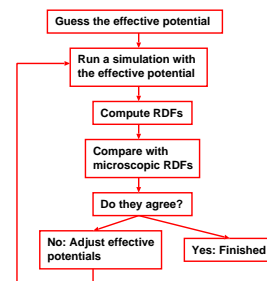 Guess the effective potential
Run a simulation with
the effective potential
Compute RDFs
Compare with
microscopic RDFs
Do they agree?
No: Adjust effective
potentials
Yes: Finished